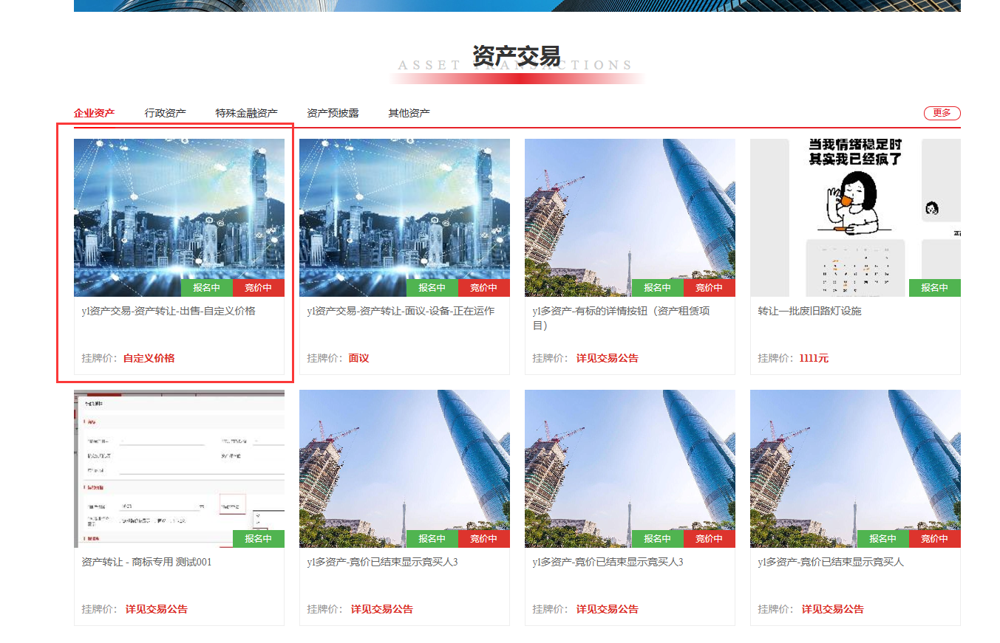 资产交易
ASSET TRANSACTIONS
企业资产 行政资产 特殊金融资产 资产预披露 其他资产 更多
报名中 竞价中
yl资产交易-资产转让-出售-自定义价格
挂牌价：自定义价格
报名中 竞价中
yl资产交易-资产转让-面议-设备-正在运作
挂牌价：面议
报名中 竞价中
yl多资产-有标的详情按钮（资产租赁项
目）
挂牌价： 详见交易公告
当我情绪稳定时
其实我已经疯了
报名中
转让一批废旧路灯设施
挂牌价：1111元
报名中
资产转让 - 商标专用 测试001
挂牌价： 详见交易公告
报名中 竞价中
yl多资产-竟价已结束显示竟买人3
挂牌价： 详见交易公告
报名中 竞价中
yl多资产-竟价已结束显示竟买人3
挂牌价： 详见交易公告
报名中 竞价中
yl多资产-竟价已结束显示竟买人
挂牌价： 详见交易公告